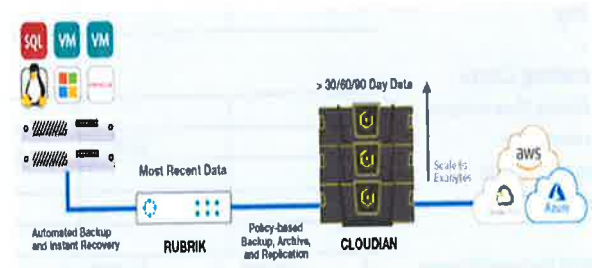 SQL VM VM
ORACLE
> 30/60/90 Day Data
Most Recent Data
Scale to
Exabytes
aws
Azure
Automated Backup
and Instant Recovery
RUBRIK
Policy-based
Backup, Archive,
and Replication
CLOUDIAN